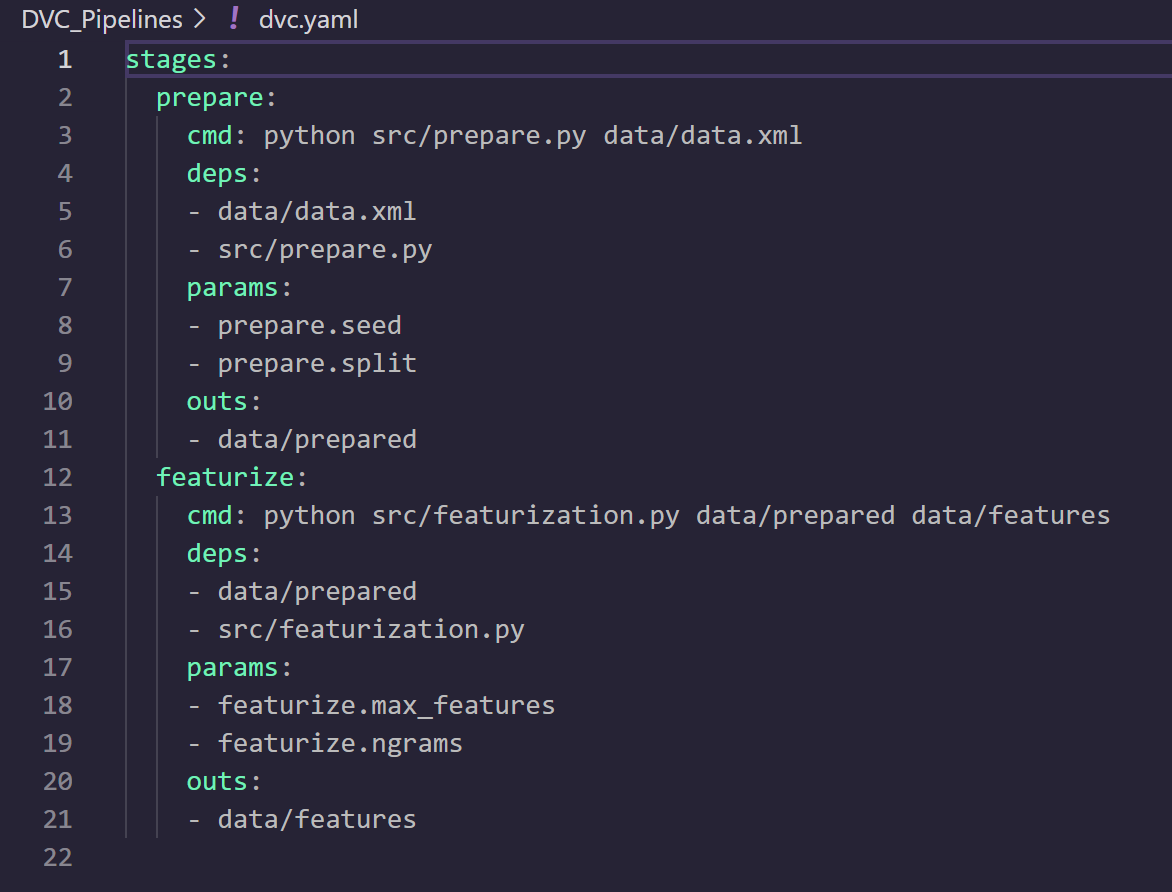 DVC_Pipelines > ! dvc.yaml
1 stages:
2   prepare:
3     cmd: python src/prepare.py data/data.xml
4     deps:
5     - data/data.xml
6     - src/prepare.py
7     params:
8     - prepare.seed
9     - prepare.split
10     outs:
11     - data/prepared
12   featurize:
13     cmd: python src/featurization.py data/prepared data/features
14     deps:
15     - data/prepared
16     - src/featurization.py
17     params:
18     - featurize.max_features
19     - featurize.ngrams
20     outs:
21     - data/features
22